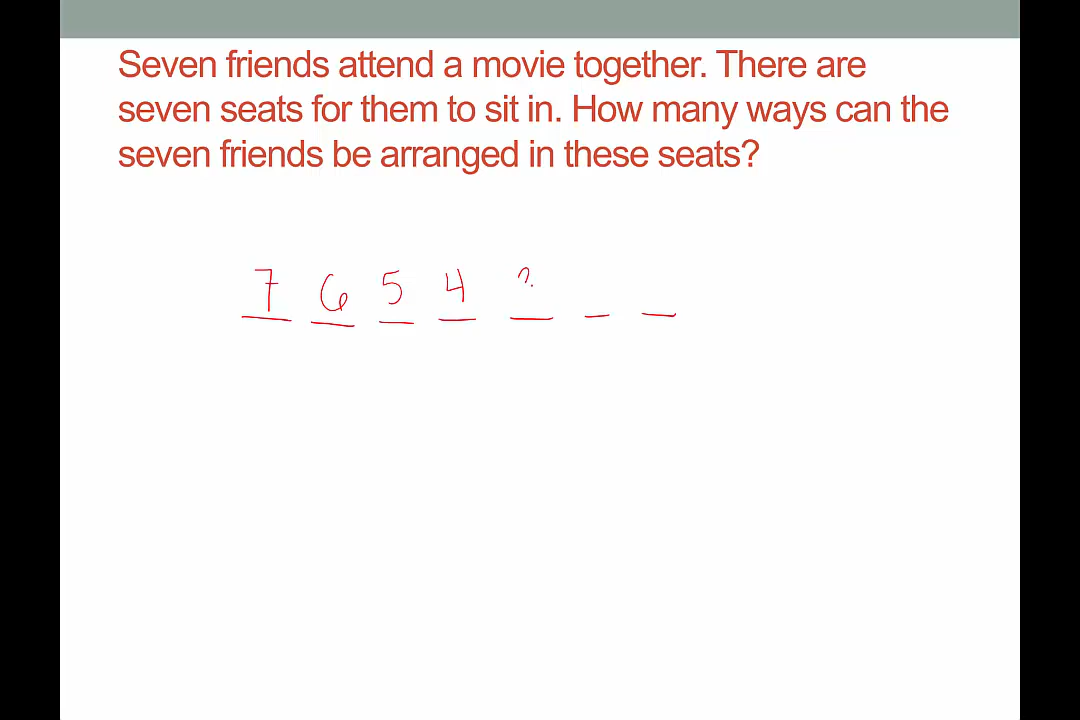 Seven friends attend a movie together. There are
seven seats for them to sit in. How many ways can the
seven friends be arranged in these seats?
7 6 5 4